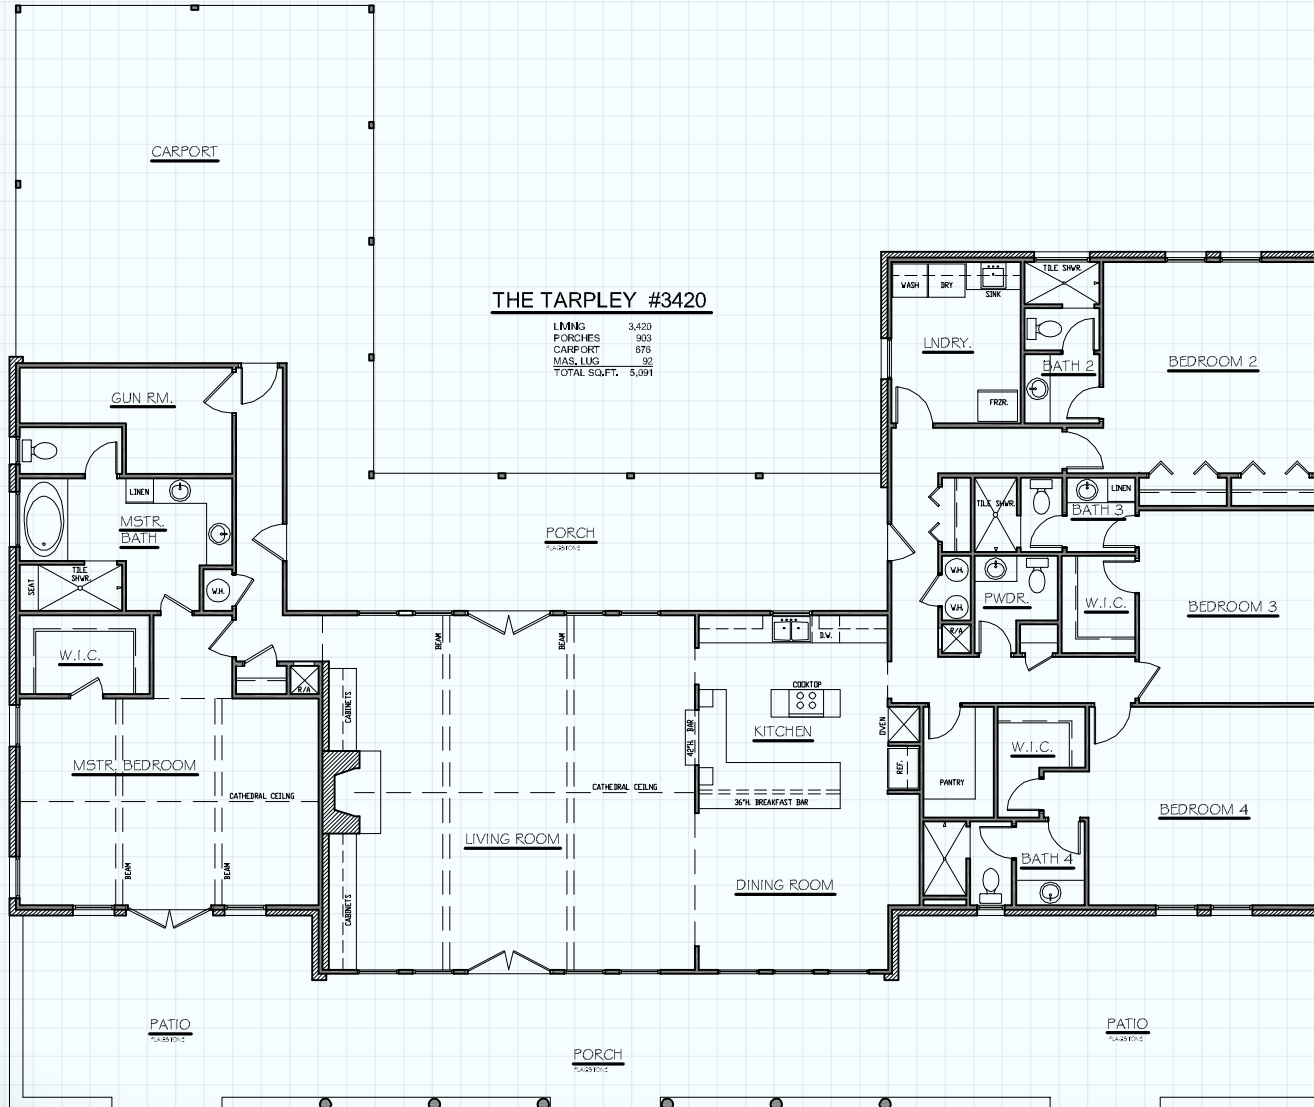 CARPORT
THE TARPLEY #3420
LIVING 3,420
PORCHES 903
CARPORT 676
MAS. LUG 92
TOTAL SQ.FT. 5,091
TILE SHWR.
WASH
DRY
SINK
LNDRY.
BATH 2
BEDROOM 2
FRZR.
GUN RM.
LINEN
MSTR.
BATH
TILE
SHWR.
SEAT
W.H.
PORCH
FLAGSTONE
TILE SHWR.
LINEN
BATH 3
W.H.
W.H.
PWDR.
W.I.C.
BEDROOM 3
R/A
W.I.C.
R/A
BEAM
BEAM
D.W.
CABINETS
COOKTOP
KITCHEN
42"H. BAR
OVEN
REF.
PANTRY
W.I.C.
MSTR. BEDROOM
CATHEDRAL CEILNG
CATHEDRAL CEILNG
36"H. BREAKFAST BAR
BEDROOM 4
LIVING ROOM
BATH 4
BEAM
BEAM
DINING ROOM
CABINETS
PATIO
FLAGSTONE
PORCH
FLAGSTONE
PATIO
FLAGSTONE